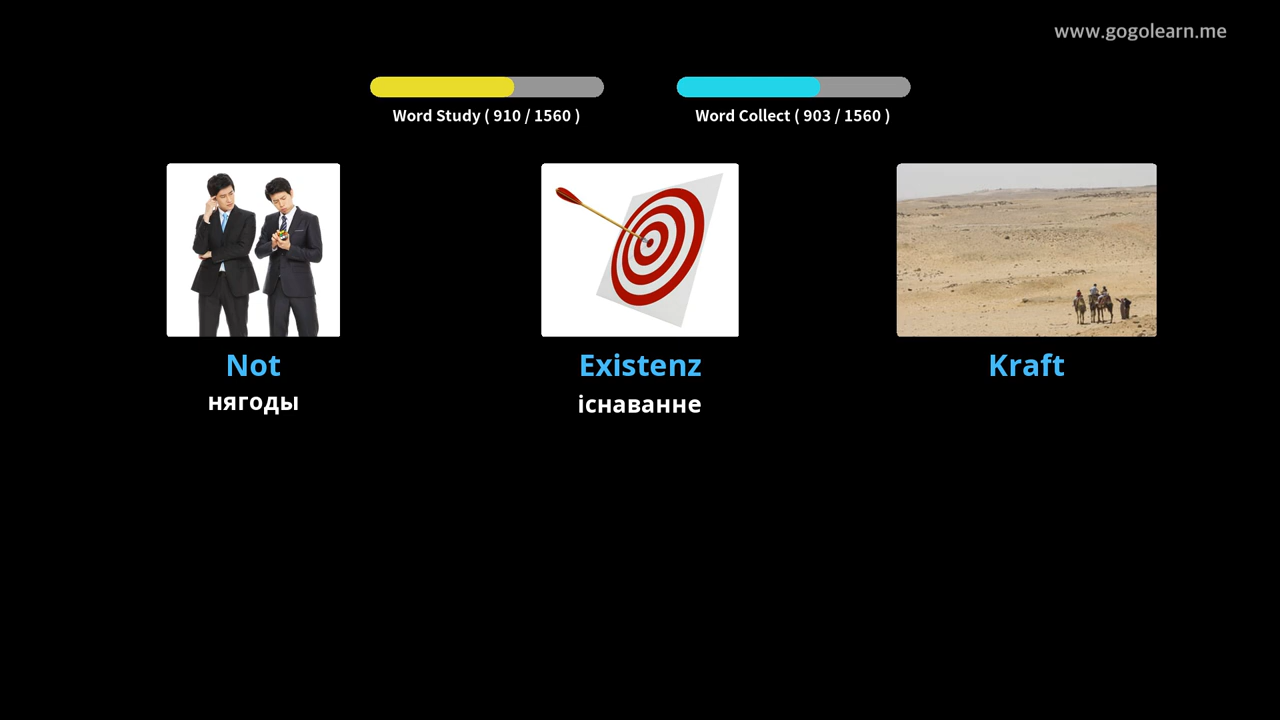 www.gogolearn.me
Word Study ( 910 / 1560 )
Word Collect ( 903 / 1560 )
Not
Existenz
Kraft
нягоды
існаванне